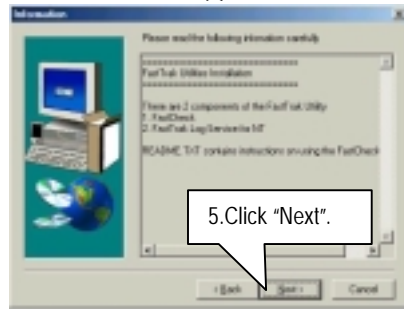 Information
Please read the following information carefully.
==============================
FastTrak Utilities Installation
==============================
There are 2 components of the FastTrak Utility
1. FastCheck
2. FastTrak Log Service for NT
README.TXT contains instructions on using the FastCheck
5.Click “Next”.
< Back
Next >
Cancel